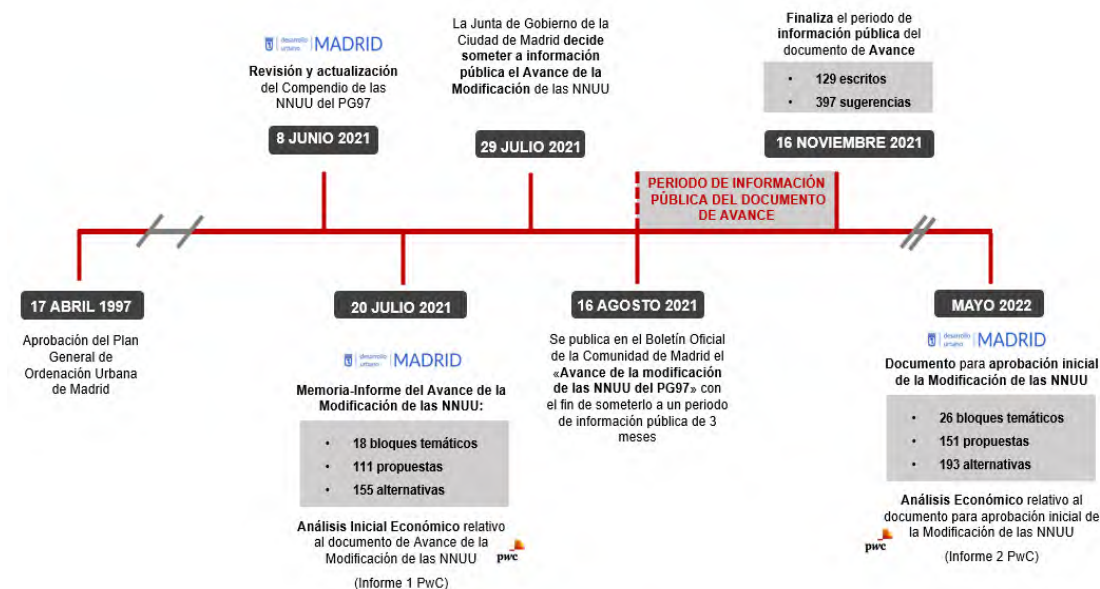 desarrollo
urbano
MADRID
Revisión y actualización
del Compendio de las
NNUU del PG97
8 JUNIO 2021
La Junta de Gobierno de la
Ciudad de Madrid decide
someter a información
pública el Avance de la
Modificación de las NNUU
29 JULIO 2021
Finaliza el periodo de
información pública del
documento de Avance
• 129 escritos
• 397 sugerencias
16 NOVIEMBRE 2021
PERIODO DE INFORMACIÓN
PÚBLICA DEL DOCUMENTO
DE AVANCE
17 ABRIL 1997
Aprobación del Plan
General de
Ordenación Urbana
de Madrid
20 JULIO 2021
desarrollo
urbano
MADRID
Memoria-Informe del Avance de la
Modificación de las NNUU:
• 18 bloques temáticos
• 111 propuestas
• 155 alternativas
Análisis Inicial Económico relativo
al documento de Avance de la
Modificación de las NNUU
pwc
(Informe 1 PwC)
16 AGOSTO 2021
Se publica en el Boletín Oficial
de la Comunidad de Madrid el
«Avance de la modificación
de las NNUU del PG97» con
el fin de someterlo a un periodo
de información pública de 3
meses
MAYO 2022
desarrollo
urbano
MADRID
Documento para aprobación inicial
de la Modificación de las NNUU
• 26 bloques temáticos
• 151 propuestas
• 193 alternativas
Análisis Económico relativo al
documento para aprobación inicial de
la Modificación de las NNUU
pwc
(Informe 2 PwC)